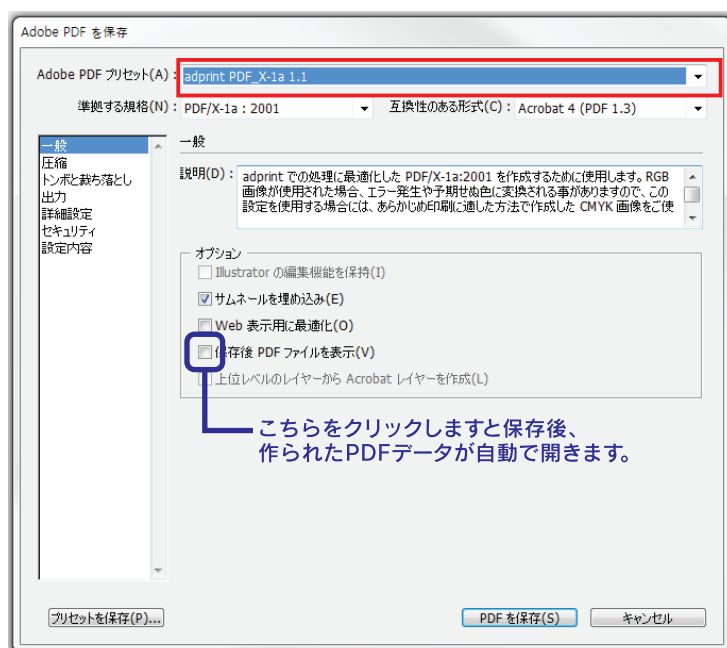 Adobe PDF を保存
Adobe PDF プリセット(A) : adprint PDF_X-1a 1.1
準拠する規格(N) : PDF/X-1a : 2001 互換性のある形式(C) : Acrobat 4 (PDF 1.3)
一般
圧縮
トンボと裁ち落とし
出力
詳細設定
セキュリティ
設定内容
一般
説明(D) : adprint での処理に最適化した PDF/X-1a:2001 を作成するために使用します。RGB
画像が使用された場合、エラー発生や予期せぬ色に変換される事がありますので、この
設定を使用する場合には、あらかじめ印刷に適した方法で作成した CMYK 画像をご使
オプション
Illustrator の編集機能を保持(I)
サムネールを埋め込み(E)
Web 表示用に最適化(O)
保存後 PDF ファイルを表示(V)
上位レベルのレイヤーから Acrobat レイヤーを作成(L)
こちらをクリックしますと保存後、
作られたPDFデータが自動で開きます。
プリセットを保存(P)... PDF を保存(S) キャンセル